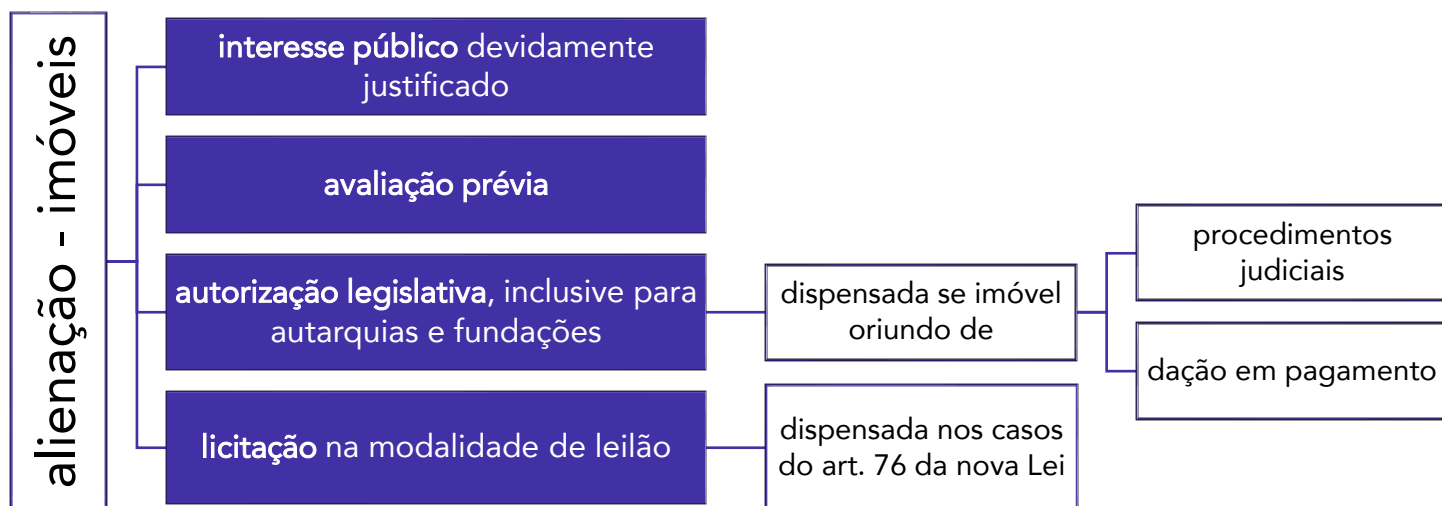 alienação - imóveis
interesse público devidamente
justificado
avaliação prévia
autorização legislativa, inclusive para
autarquias e fundações
dispensada se imóvel
oriundo de
procedimentos
judiciais
dação em pagamento
licitação na modalidade de leilão
dispensada nos casos
do art. 76 da nova Lei